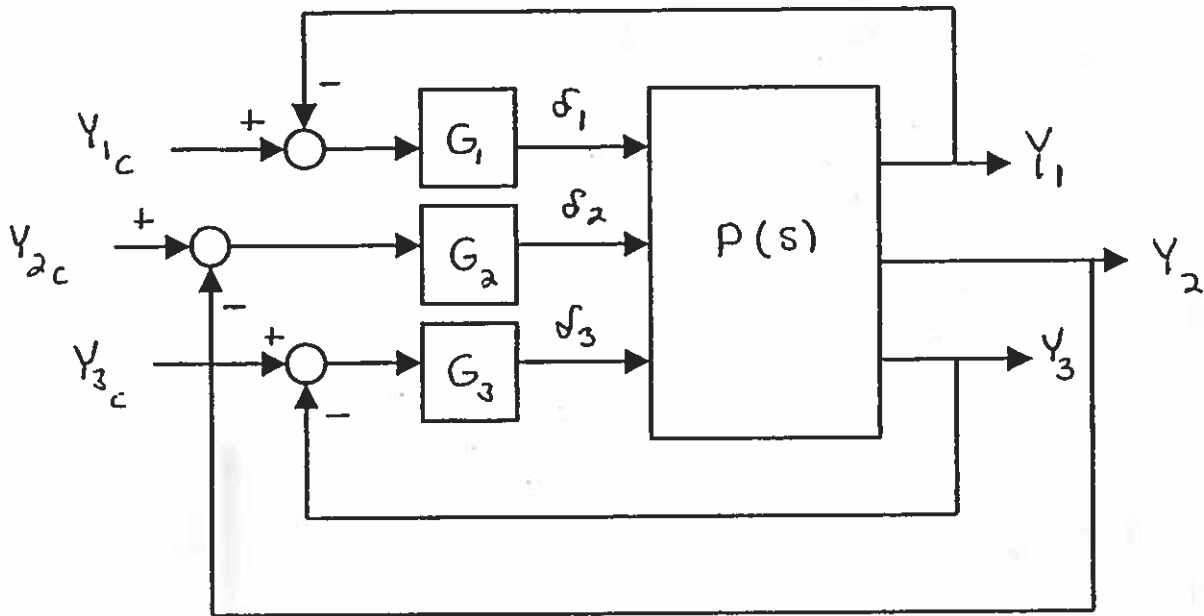 −
+
Y₁c
G₁
δ₁
Y₁
+
Y₂c
−
G₂
δ₂
P(s)
Y₂
+
Y₃c
−
G₃
δ₃
Y₃